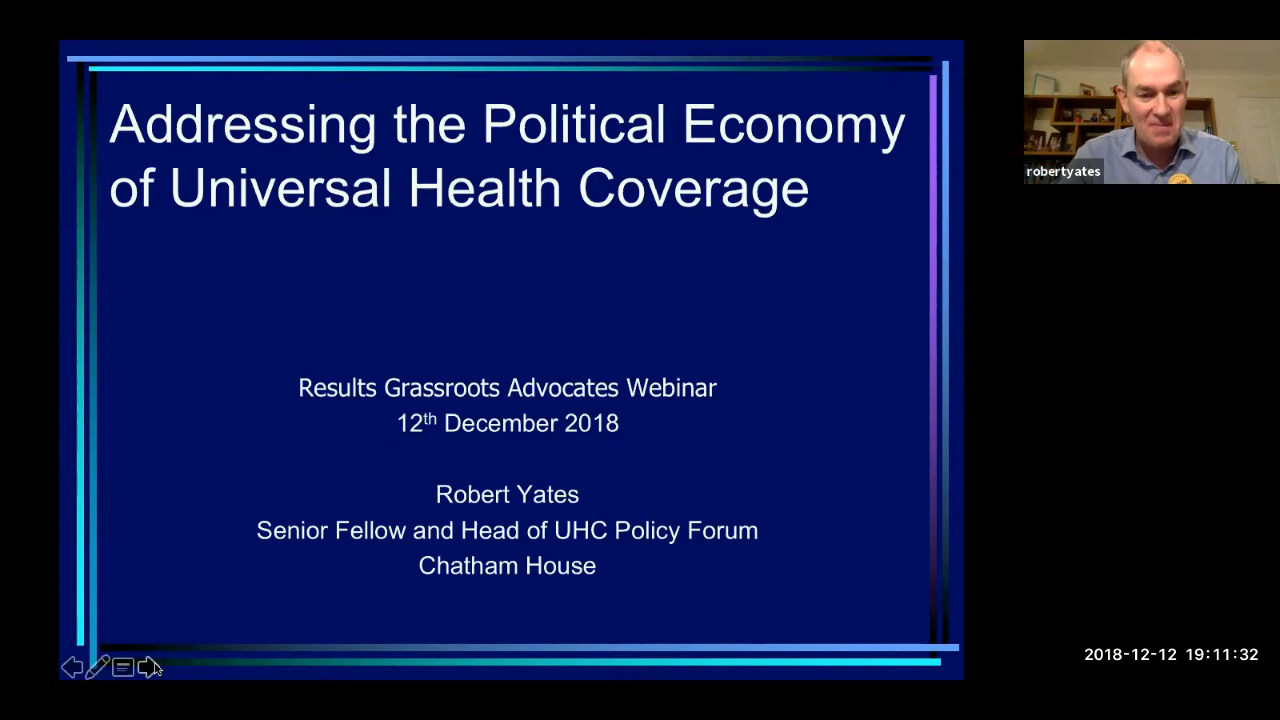 Addressing the Political Economy
of Universal Health Coverage
Results Grassroots Advocates Webinar
12th December 2018
Robert Yates
Senior Fellow and Head of UHC Policy Forum
Chatham House
robertyates
2018-12-12 19:11:32